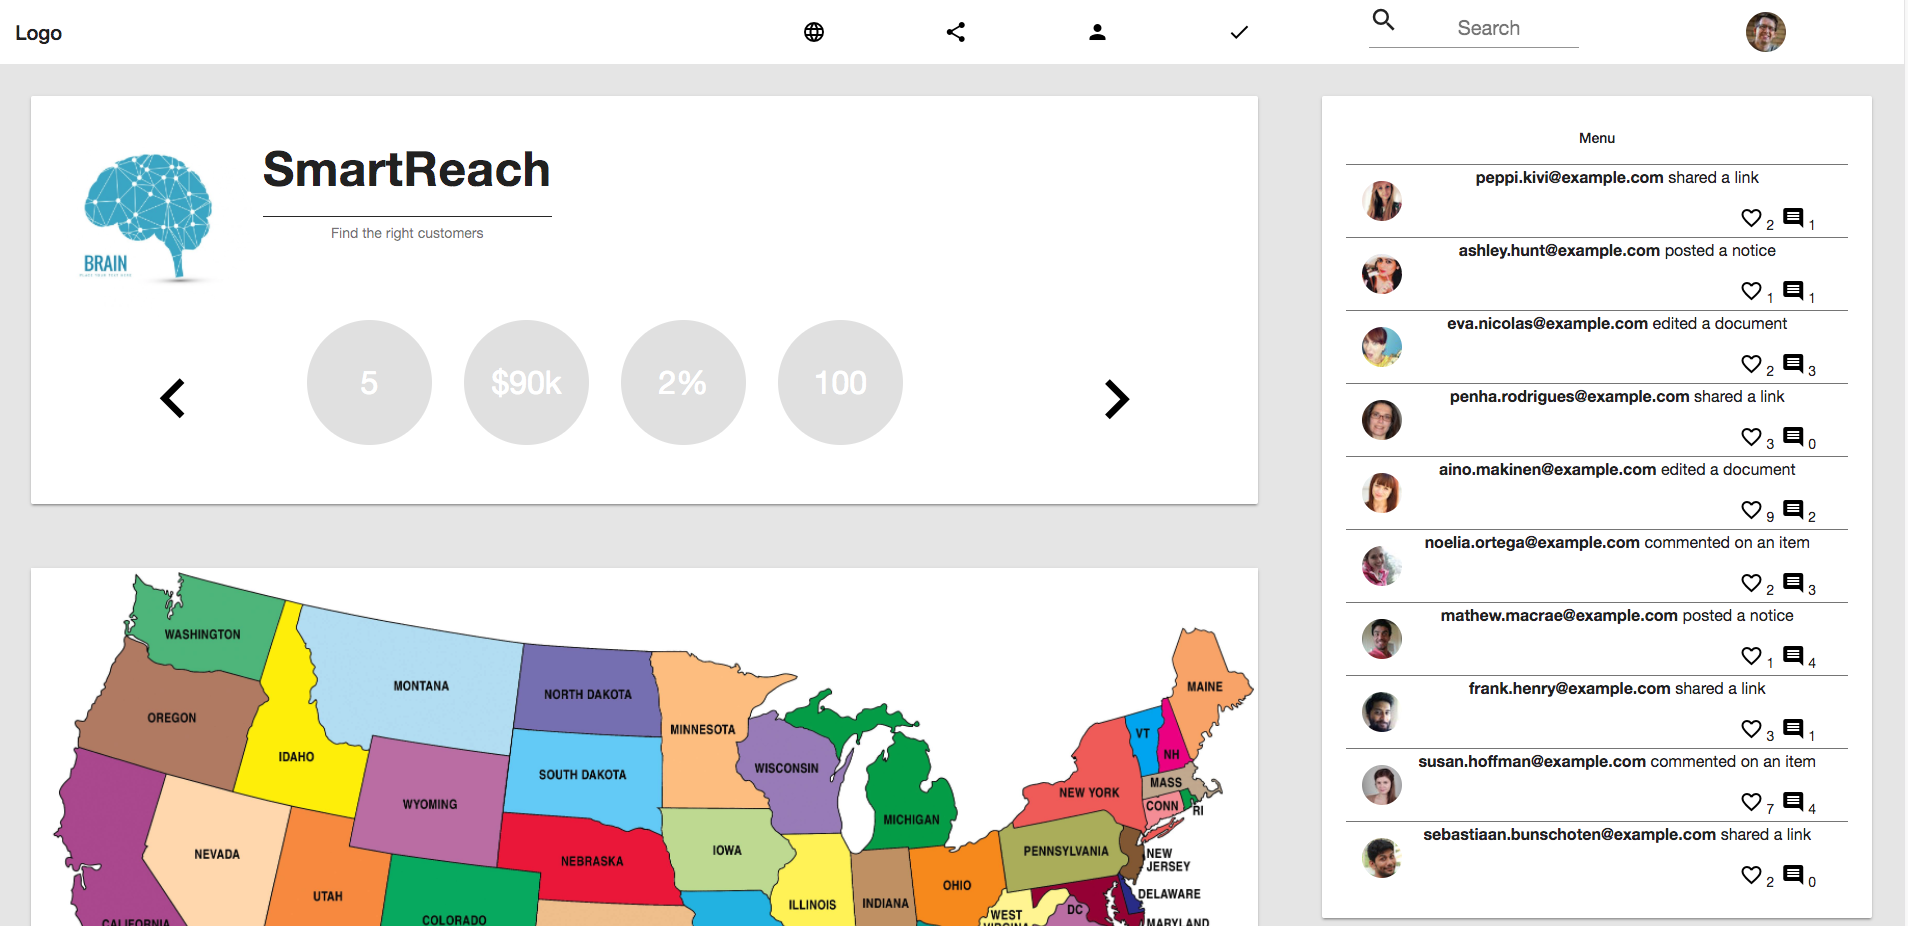 Logo
Search
SmartReach
Find the right customers
BRAIN
5
$90k
2%
100
Menu
peppi.kivi@example.com shared a link
2 1
ashley.hunt@example.com posted a notice
1 1
eva.nicolas@example.com edited a document
2 3
penha.rodrigues@example.com shared a link
3 0
aino.makinen@example.com edited a document
9 2
noelia.ortega@example.com commented on an item
2 3
mathew.macrae@example.com posted a notice
1 4
frank.henry@example.com shared a link
3 1
susan.hoffman@example.com commented on an item
7 4
sebastiaan.bunschoten@example.com shared a link
2 0
WASHINGTON
OREGON
IDAHO
MONTANA
WYOMING
NEVADA
UTAH
CALIFORNIA
COLORADO
NORTH DAKOTA
SOUTH DAKOTA
NEBRASKA
MINNESOTA
IOWA
WISCONSIN
ILLINOIS
MICHIGAN
INDIANA
OHIO
WEST
VIRGINIA
PENNSYLVANIA
NEW YORK
VT
NH
MAINE
MASS
CONN
RI
NEW
JERSEY
DELAWARE
DC
MARYLAND